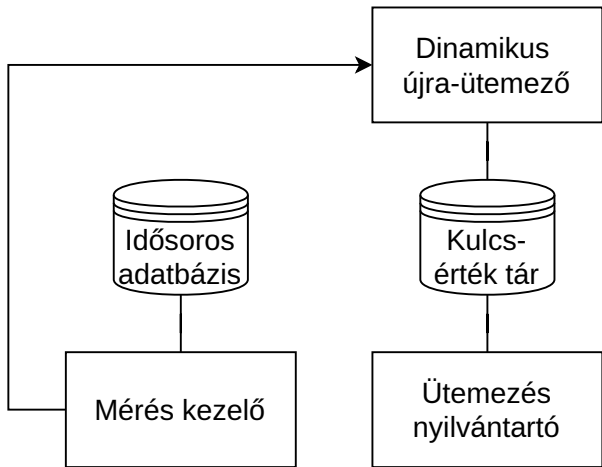 Dinamikus
újra-ütemező
Idősoros
adatbázis
Kulcs-
érték tár
Mérés kezelő
Ütemezés
nyilvántartó